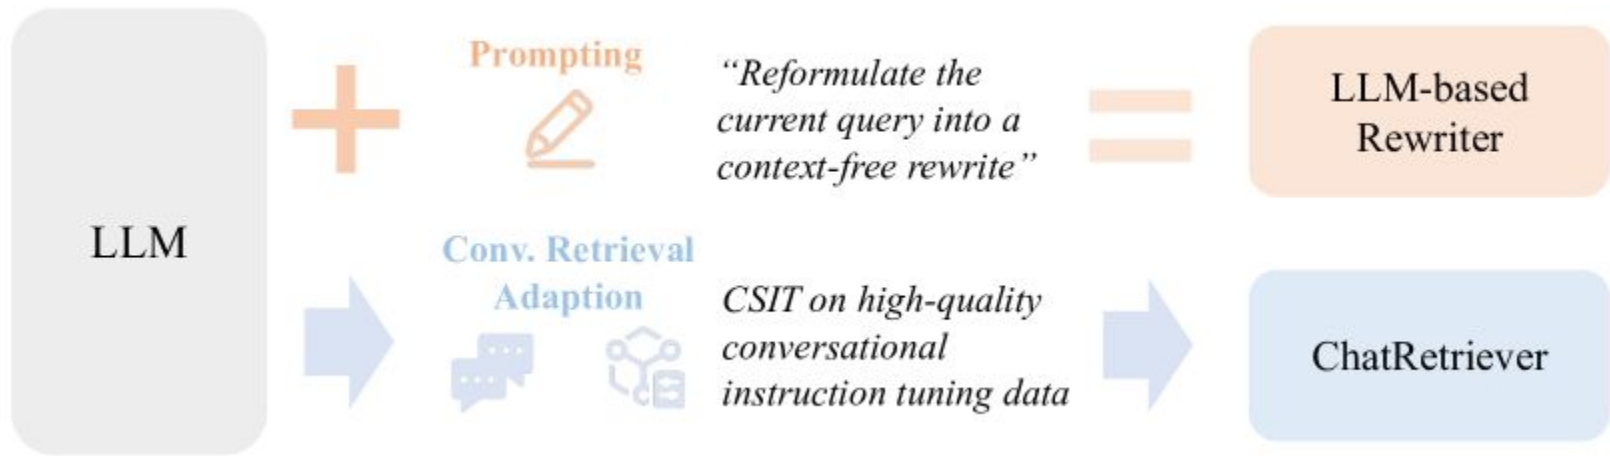 LLM
Prompting
“Reformulate the
current query into a
context-free rewrite”
LLM-based
Rewriter
Conv. Retrieval
Adaption
CSIT on high-quality
conversational
instruction tuning data
ChatRetriever